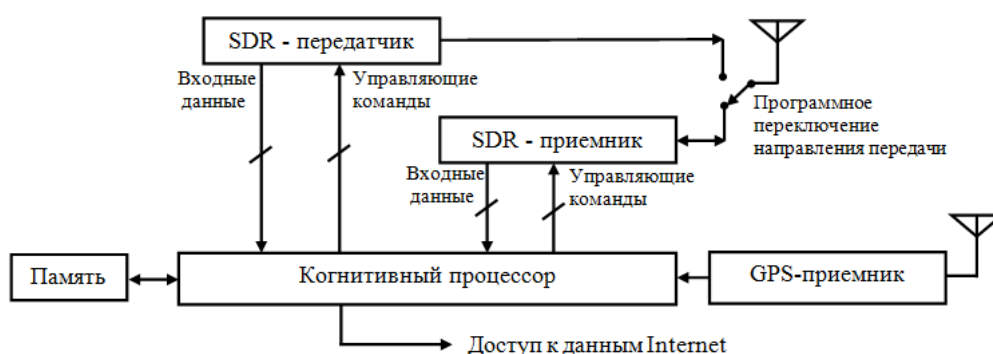 SDR - передатчик
Входные
данные
Управляющие
команды
Программное
переключение
направления передачи
SDR - приемник
Входные
данные
Управляющие
команды
Память
Когнитивный процессор
GPS-приемник
Доступ к данным Internet